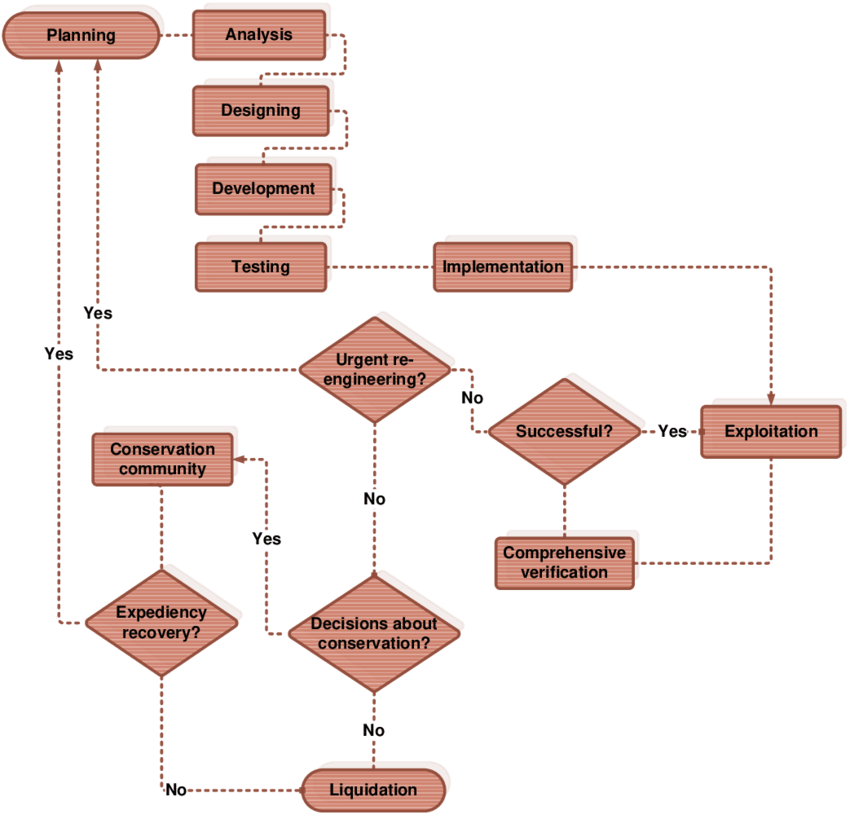 Planning
Analysis
Designing
Development
Testing
Implementation
Yes
Yes
Urgent re-
engineering?
No
Successful?
Yes
Exploitation
Conservation
community
No
Yes
Comprehensive
verification
Expediency
recovery?
Decisions about
conservation?
No
No
Liquidation